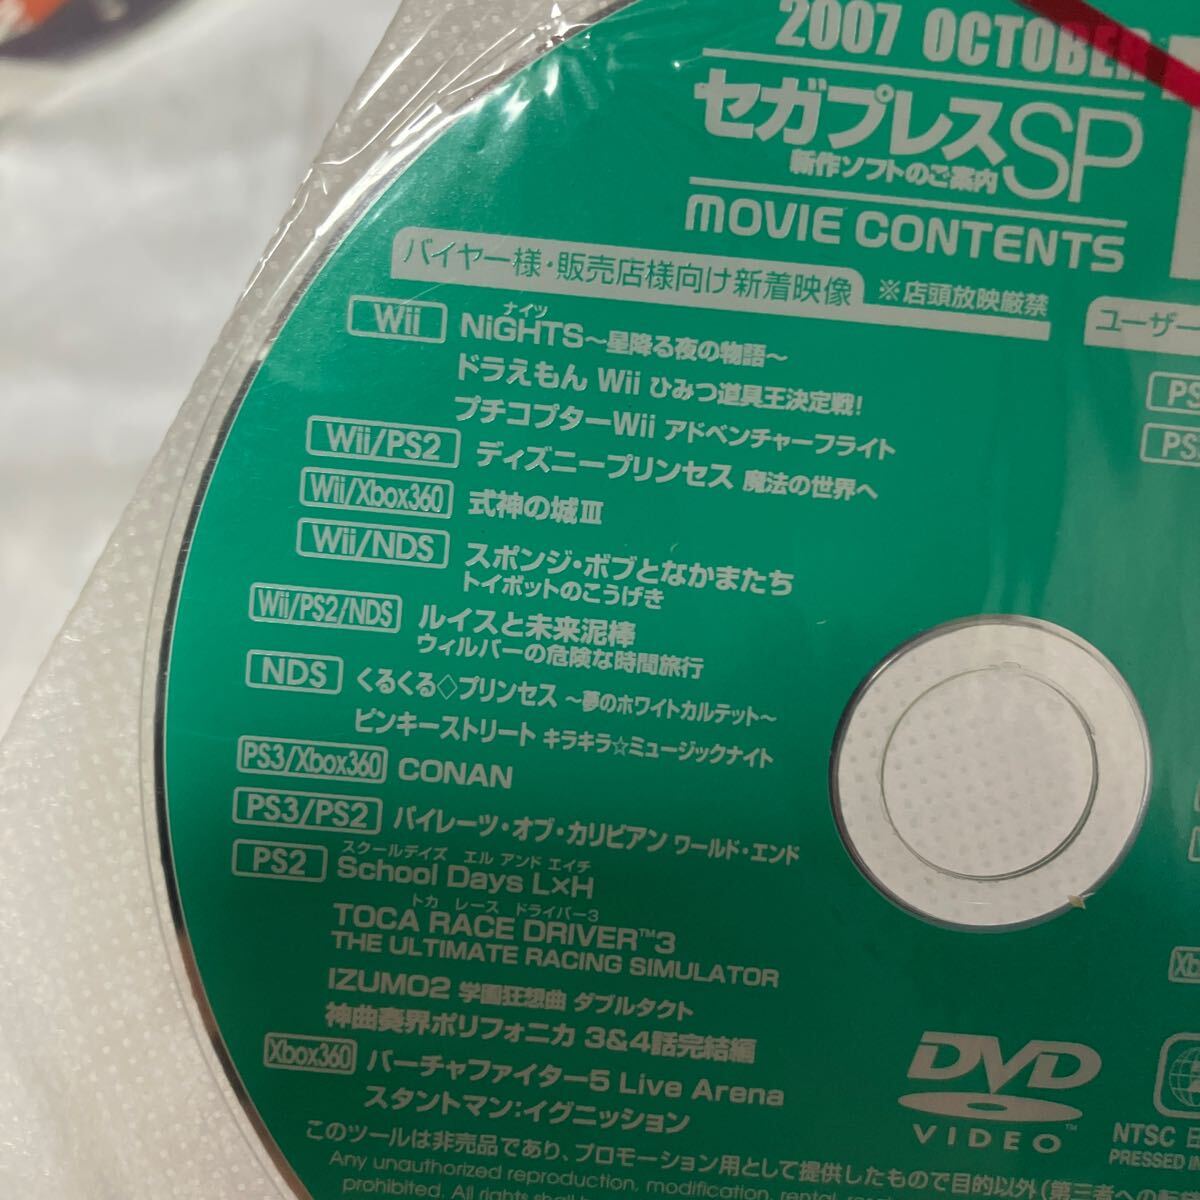 2007 OCTOBER
セガプレスSP
新作ソフトのご案内
MOVIE CONTENTS
バイヤー様・販売店様向け新着映像 ※店頭放映厳禁
ユーザー
ナイツ
Wii NiGHTS～星降る夜の物語～
ドラえもん Wii ひみつ道具王決定戦!
プチコプターWii アドベンチャーフライト
Wii/PS2 ディズニープリンセス 魔法の世界へ
Wii/Xbox360 式神の城III
Wii/NDS スポンジ・ボブとなかまたち
トイボットのこうげき
Wii/PS2/NDS ルイスと未来泥棒
ウィルバーの危険な時間旅行
NDS くるくる◇プリンセス ～夢のホワイトカルテット～
ピンキーストリート キラキラ☆ミュージックナイト
PS3/Xbox360 CONAN
PS3/PS2 パイレーツ・オブ・カリビアン ワールド・エンド
スクールデイズ エル アンド エイチ
PS2 School Days L×H
トカ レース ドライバー3
TOCA RACE DRIVER™3
THE ULTIMATE RACING SIMULATOR
IZUMO2 学園狂想曲 ダブルタクト
神曲奏界ポリフォニカ 3&4話完結編
Xbox360 バーチャファイター5 Live Arena
スタントマン:イグニッション
DVD
VIDEO™
NTSC
PRESSED IN
このツールは非売品であり、プロモーション用として提供したもので目的以外(第三者への転
Any unauthorized reproduction, modification, rental,
prohibited. All rights